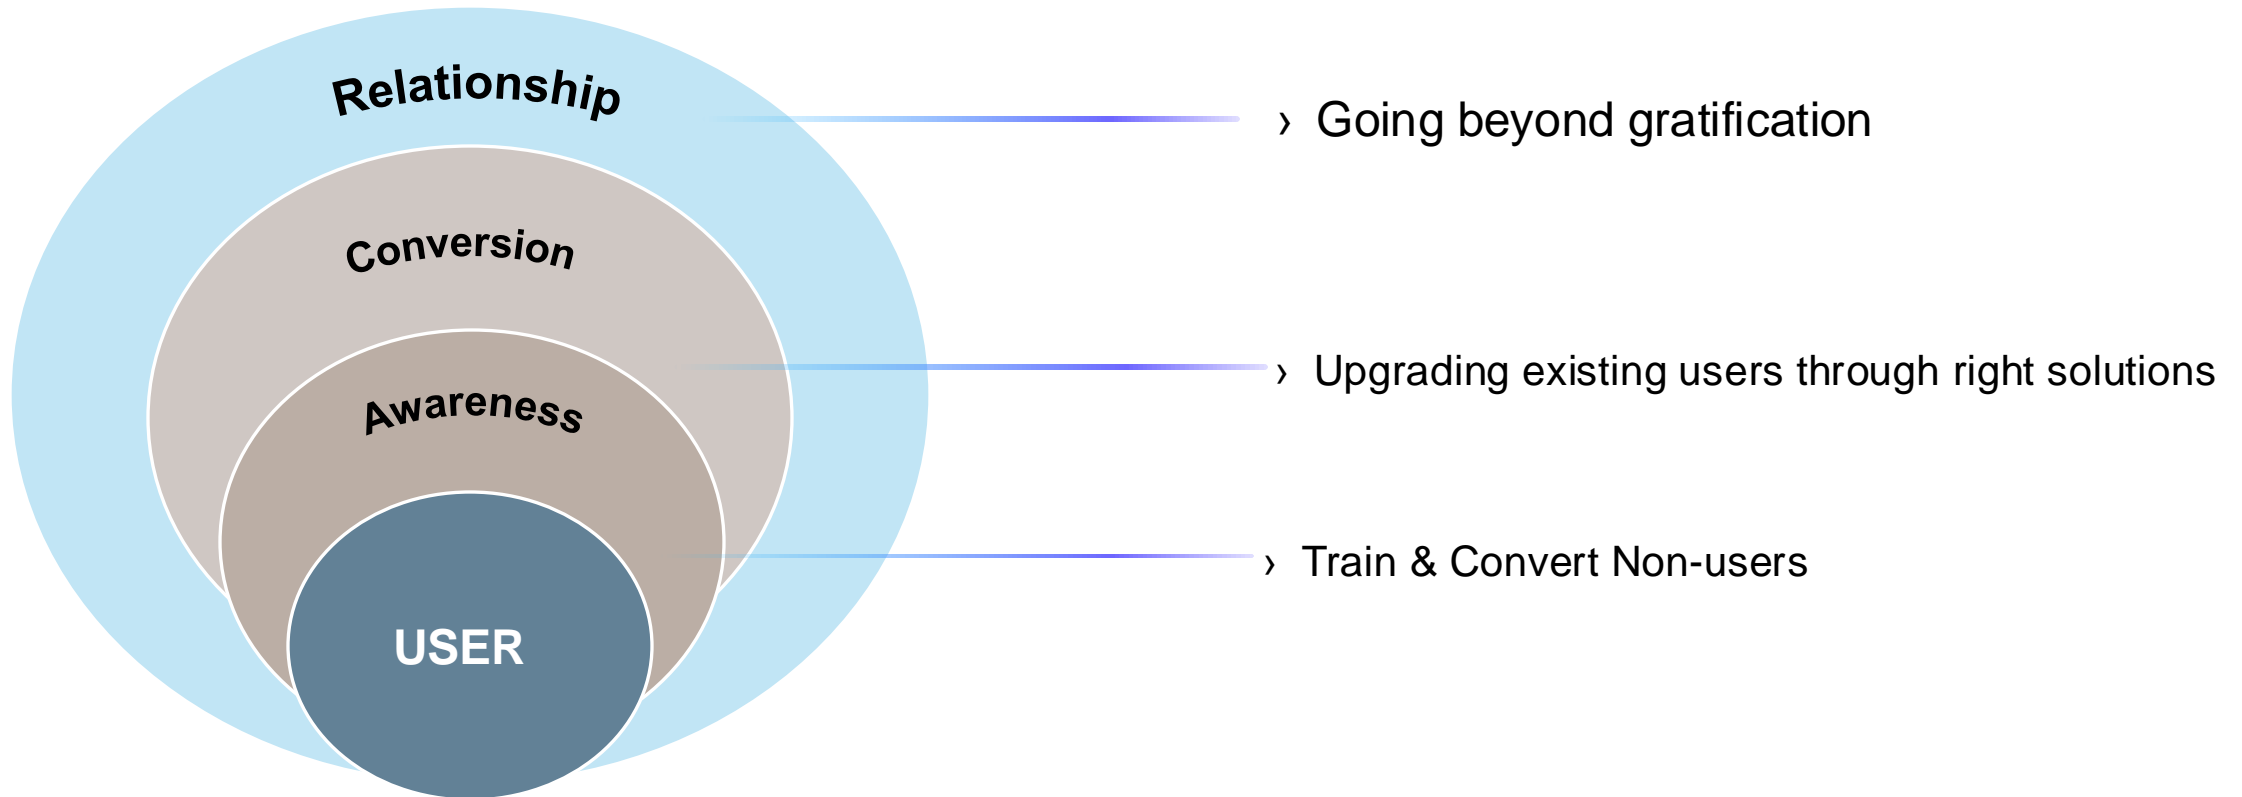 Relationship
› Going beyond gratification
Conversion
› Upgrading existing users through right solutions
Awareness
› Train & Convert Non-users
USER